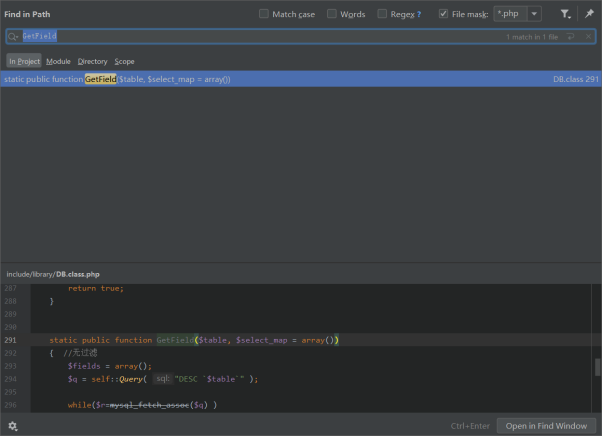 Find in Path
Match case Words Regex ? File mask: *.php
GetField 1 match in 1 file
In Project Module Directory Scope
static public function GetField($table, $select_map = array()) DB.class 291
include/library/DB.class.php
287 return true;
288 }
289
290
291 static public function GetField($table, $select_map = array())
292 { //无过滤
293 $fields = array();
294 $q = self::Query( sql: "DESC `$table`" );
295
296 while($r=mysql_fetch_assoc($q) )
Ctrl+Enter Open in Find Window